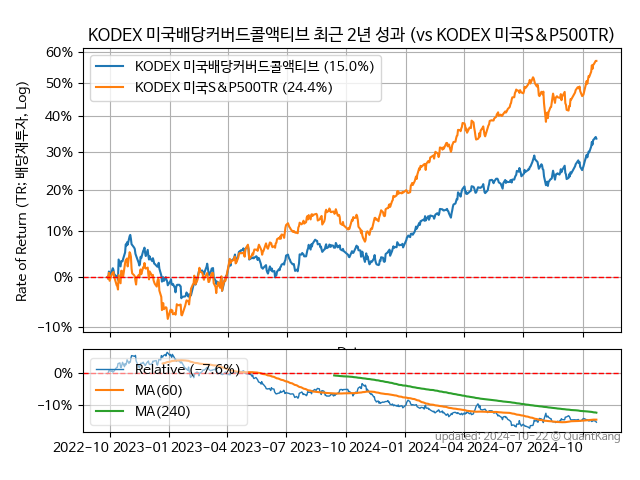 KODEX 미국배당커버드콜액티브 최근 2년 성과 (vs KODEX 미국S&P500TR)
Rate of Return (TR: 배당재투자, Log)
60%
50%
40%
30%
20%
10%
0%
−10%
KODEX 미국배당커버드콜액티브 (15.0%)
KODEX 미국S&P500TR (24.4%)
0%
−10%
Relative (−7.6%)
MA(60)
MA(240)
2022-10 2023-01 2023-04 2023-07 2023-10 2024-01 2024-04 2024-07 2024-10
updated: 2024-10-22 © QuantKang